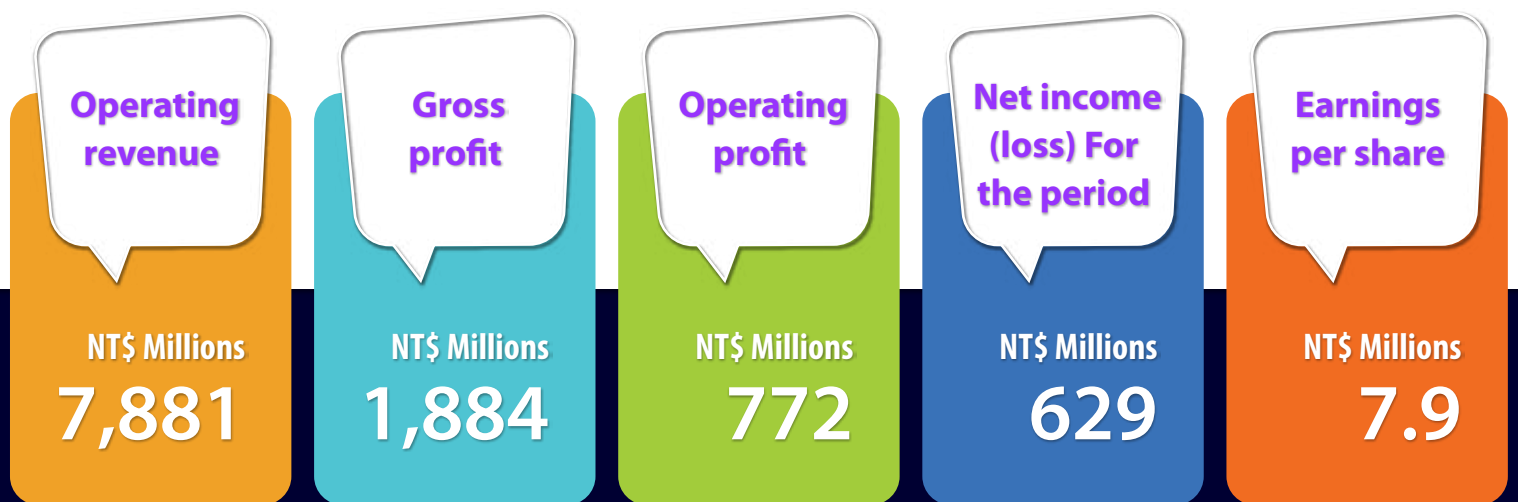 Operating
revenue
NT$ Millions
7,881
Gross
profit
NT$ Millions
1,884
Operating
profit
NT$ Millions
772
Net income
(loss) For
the period
NT$ Millions
629
Earnings
per share
NT$ Millions
7.9